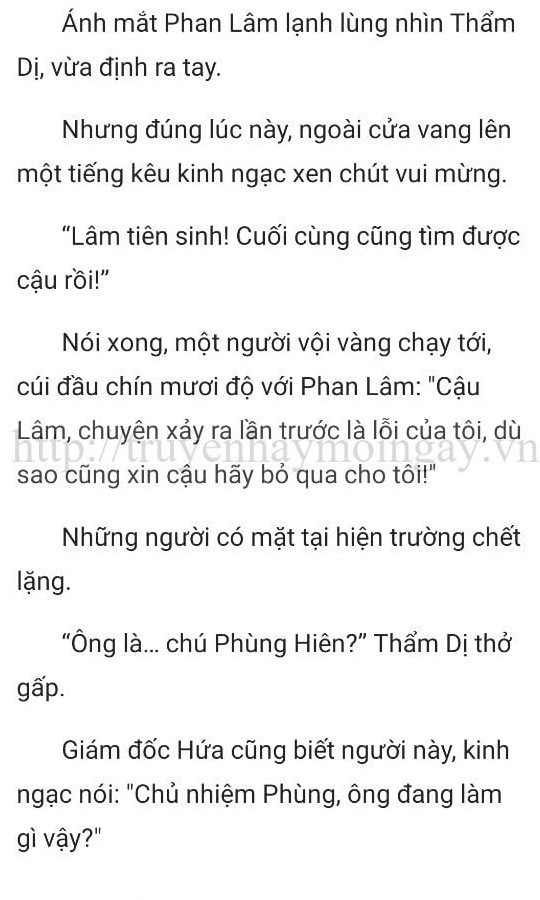 Ánh mắt Phan Lâm lạnh lùng nhìn Thẩm
Dị, vừa định ra tay.
Nhưng đúng lúc này, ngoài cửa vang lên
một tiếng kêu kinh ngạc xen chút vui mừng.
“Lâm tiên sinh! Cuối cùng cũng tìm được
cậu rồi!”
Nói xong, một người vội vàng chạy tới,
cúi đầu chín mươi độ với Phan Lâm: "Cậu
Lâm, chuyện xảy ra lần trước là lỗi của tôi, dù
http://truyenhaymoingay.vn
sao cũng xin cậu hãy bỏ qua cho tôi!"
Những người có mặt tại hiện trường chết
lặng.
“Ông là... chú Phùng Hiên?” Thẩm Dị thở
gấp.
Giám đốc Hứa cũng biết người này, kinh
ngạc nói: "Chủ nhiệm Phùng, ông đang làm
gì vậy?"